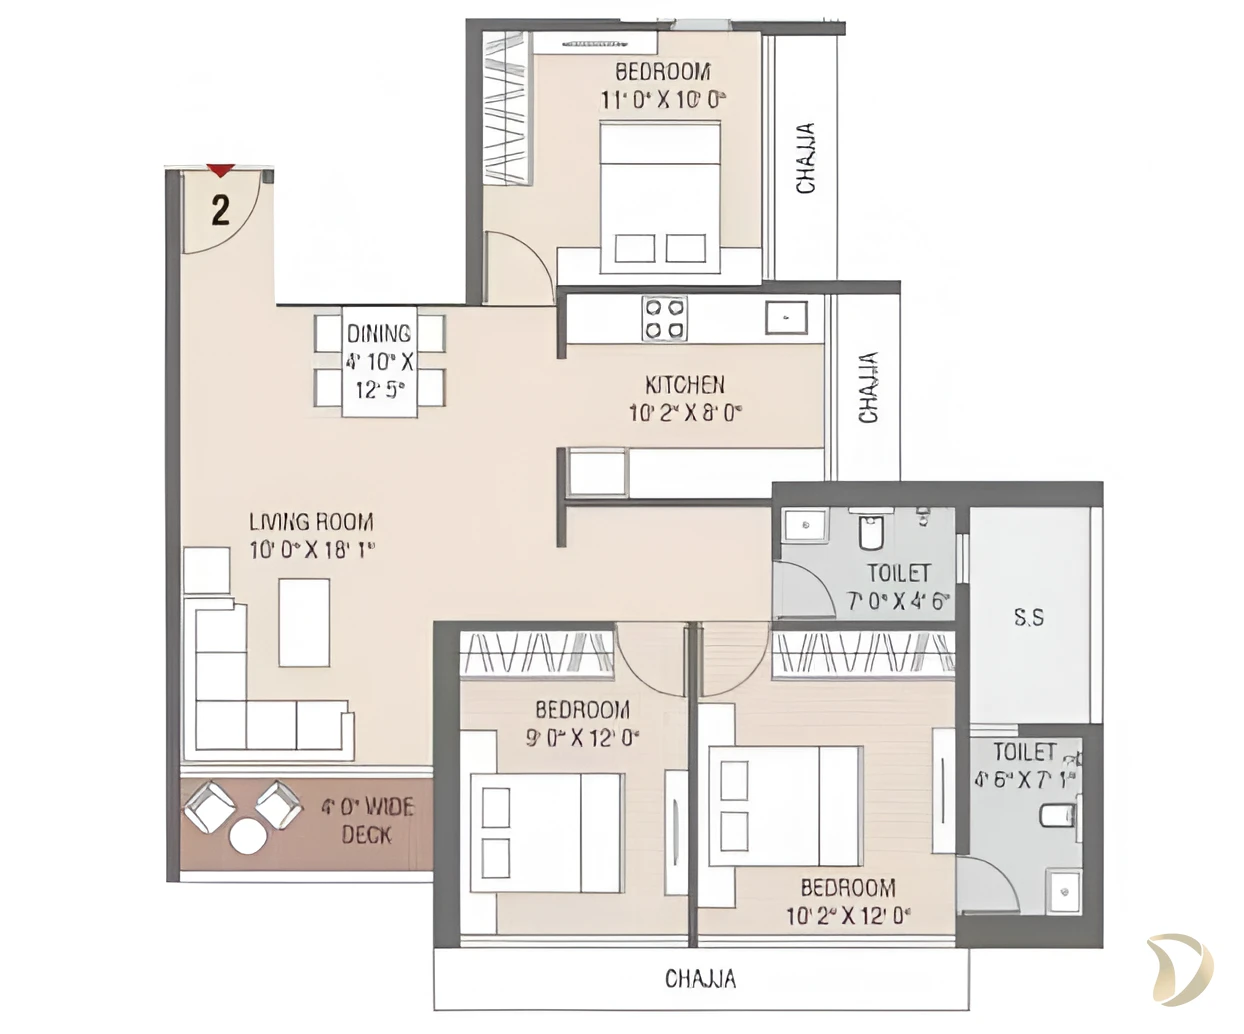 BEDROOM
11' 0" X 10' 0"
CHAJJA
2
DINING
4' 10" X
12' 5"
KITCHEN
10' 2" X 8' 0"
CHAJJA
LIVING ROOM
10' 0" X 18' 1"
TOILET
7' 0" X 4' 6"
S.S
BEDROOM
9' 0" X 12' 0"
TOILET
4' 6" X 7' 1"
4' 0" WIDE
DECK
BEDROOM
10' 2" X 12' 0"
CHAJJA